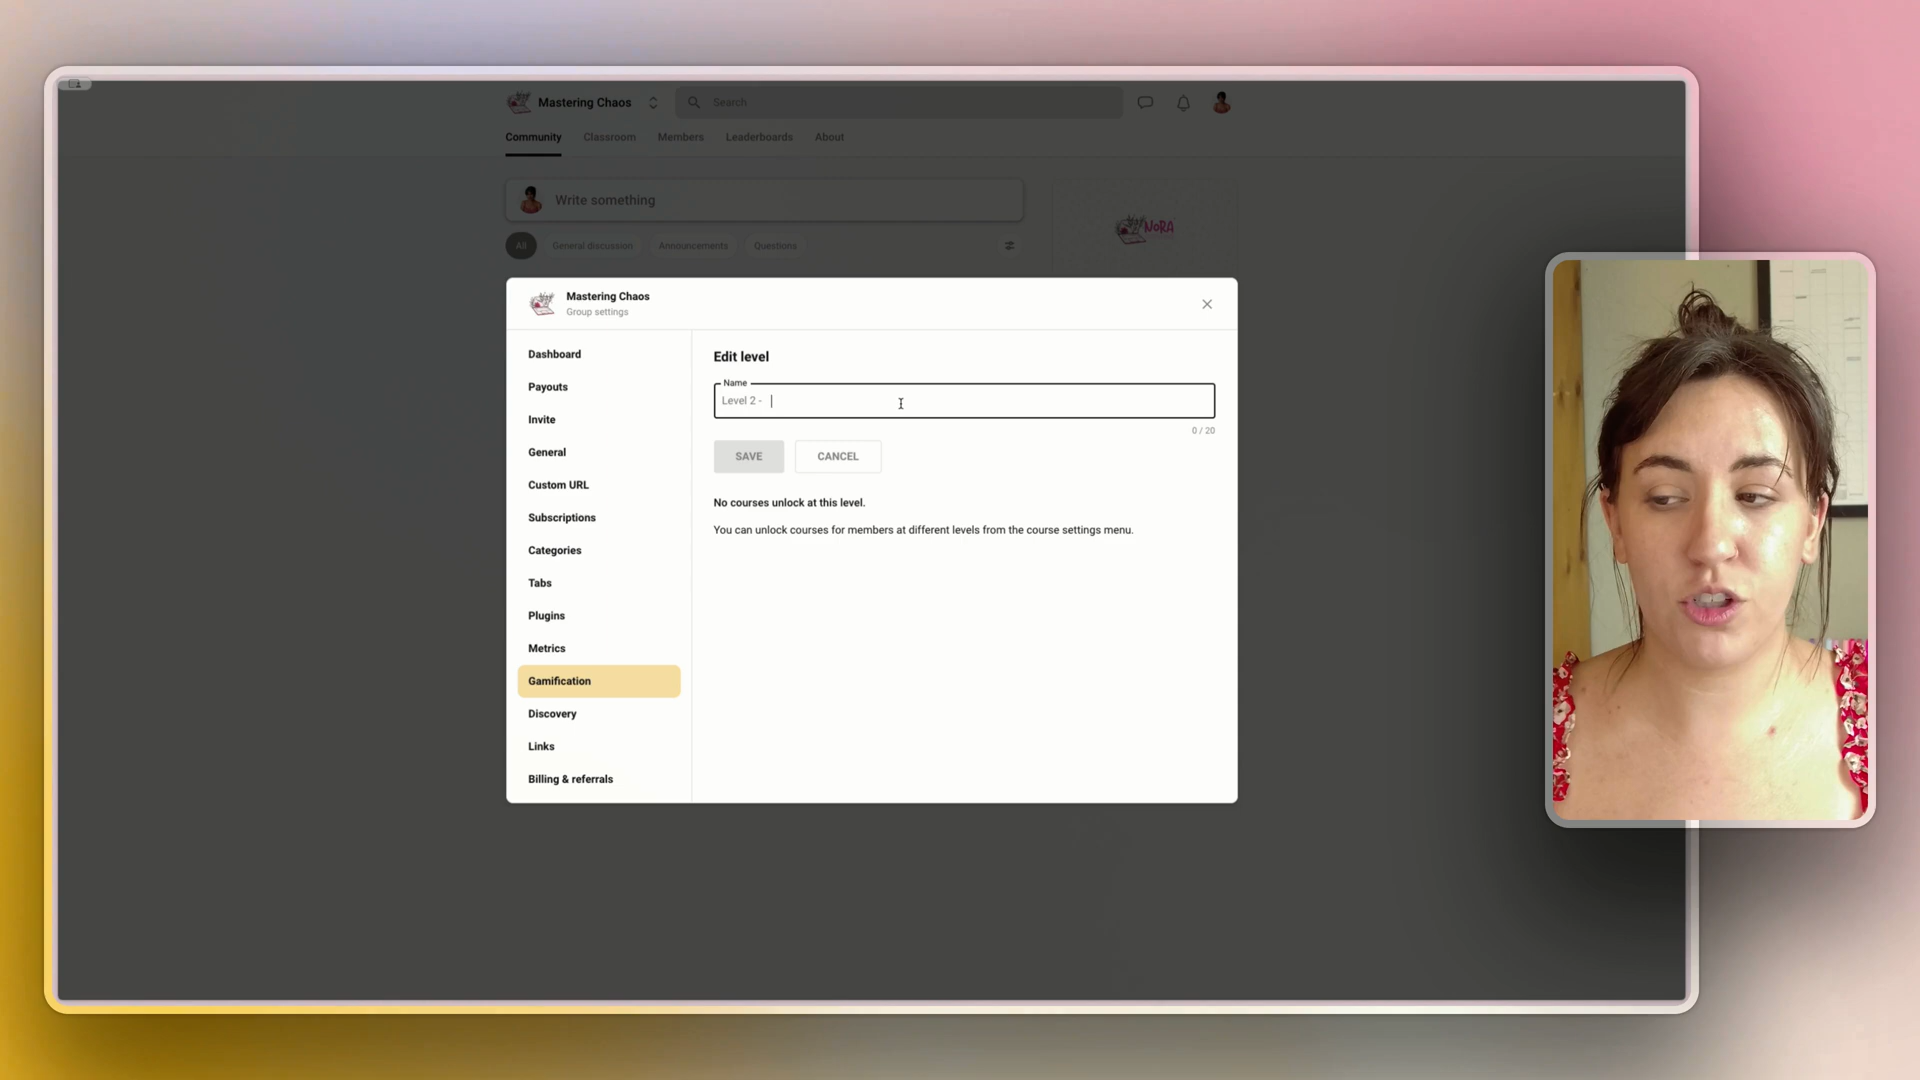 Mastering Chaos
Search
Community
Classroom
Members
Leaderboards
About
Write something
All
General discussion
Announcements
Questions
NORA
Mastering Chaos
Group settings
Dashboard
Payouts
Invite
General
Custom URL
Subscriptions
Categories
Tabs
Plugins
Metrics
Gamification
Discovery
Links
Billing & referrals
Edit level
Name
Level 2 -
0 / 20
SAVE
CANCEL
No courses unlock at this level.
You can unlock courses for members at different levels from the course settings menu.